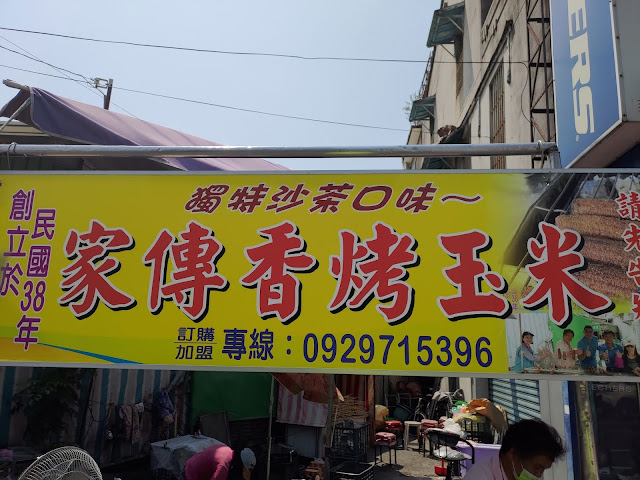 獨特沙茶口味~
創立於
民國38年
家傳香烤玉米
訂購
加盟
專線:0929715396
ERS